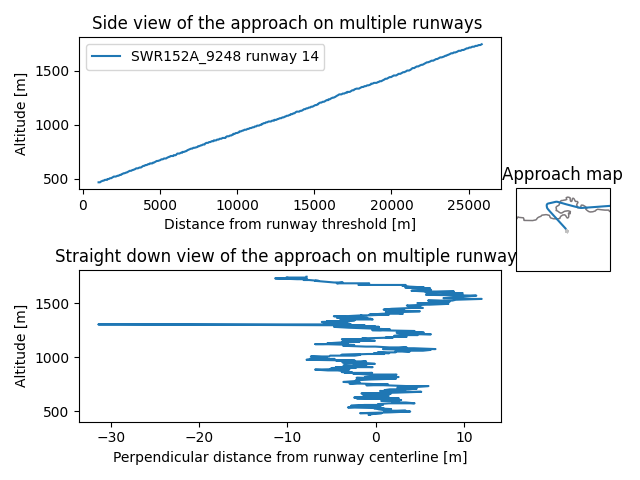 Side view of the approach on multiple runways
Altitude [m]
1500
1000
500
SWR152A_9248 runway 14
0
5000
10000
15000
20000
25000
Distance from runway threshold [m]
Approach map
Straight down view of the approach on multiple runway
Altitude [m]
1500
1000
500
−30
−20
−10
0
10
Perpendicular distance from runway centerline [m]